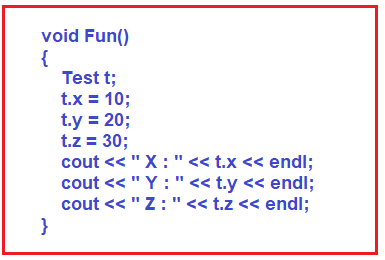 void Fun()
{
Test t;
t.x = 10;
t.y = 20;
t.z = 30;
cout << " X : " << t.x << endl;
cout << " Y : " << t.y << endl;
cout << " Z : " << t.z << endl;
}